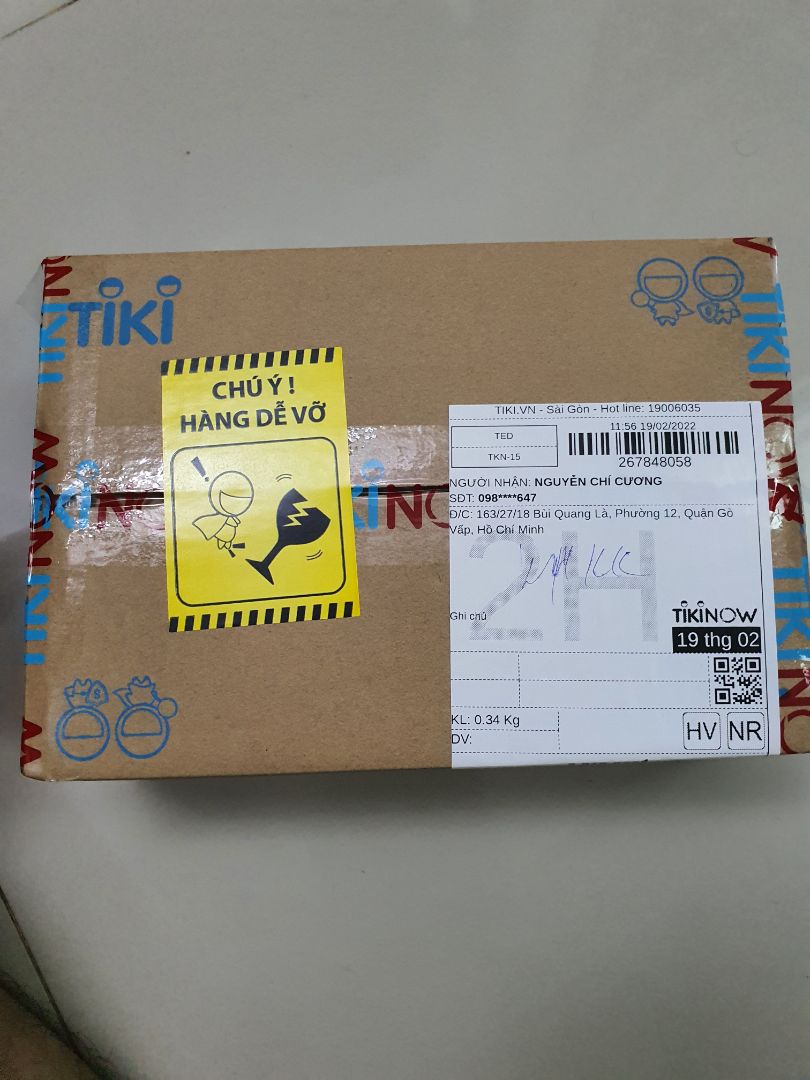 TiKi
CHÚ Ý !
HÀNG DỄ VỠ
TIKI.VN - Sài Gòn - Hot line: 19006035
TED
TKN-15
11:56 19/02/2022
267848058
NGƯỜI NHẬN: NGUYỄN CHÍ CƯƠNG
SĐT: 098****647
Đ/C: 163/27/18 Bùi Quang Là, Phường 12, Quận Gò
Vấp, Hồ Chí Minh
2H
Ghi chú
TiKiNOW
19 thg 02
KL: 0.34 Kg
DV:
HV NR
TIKINOW